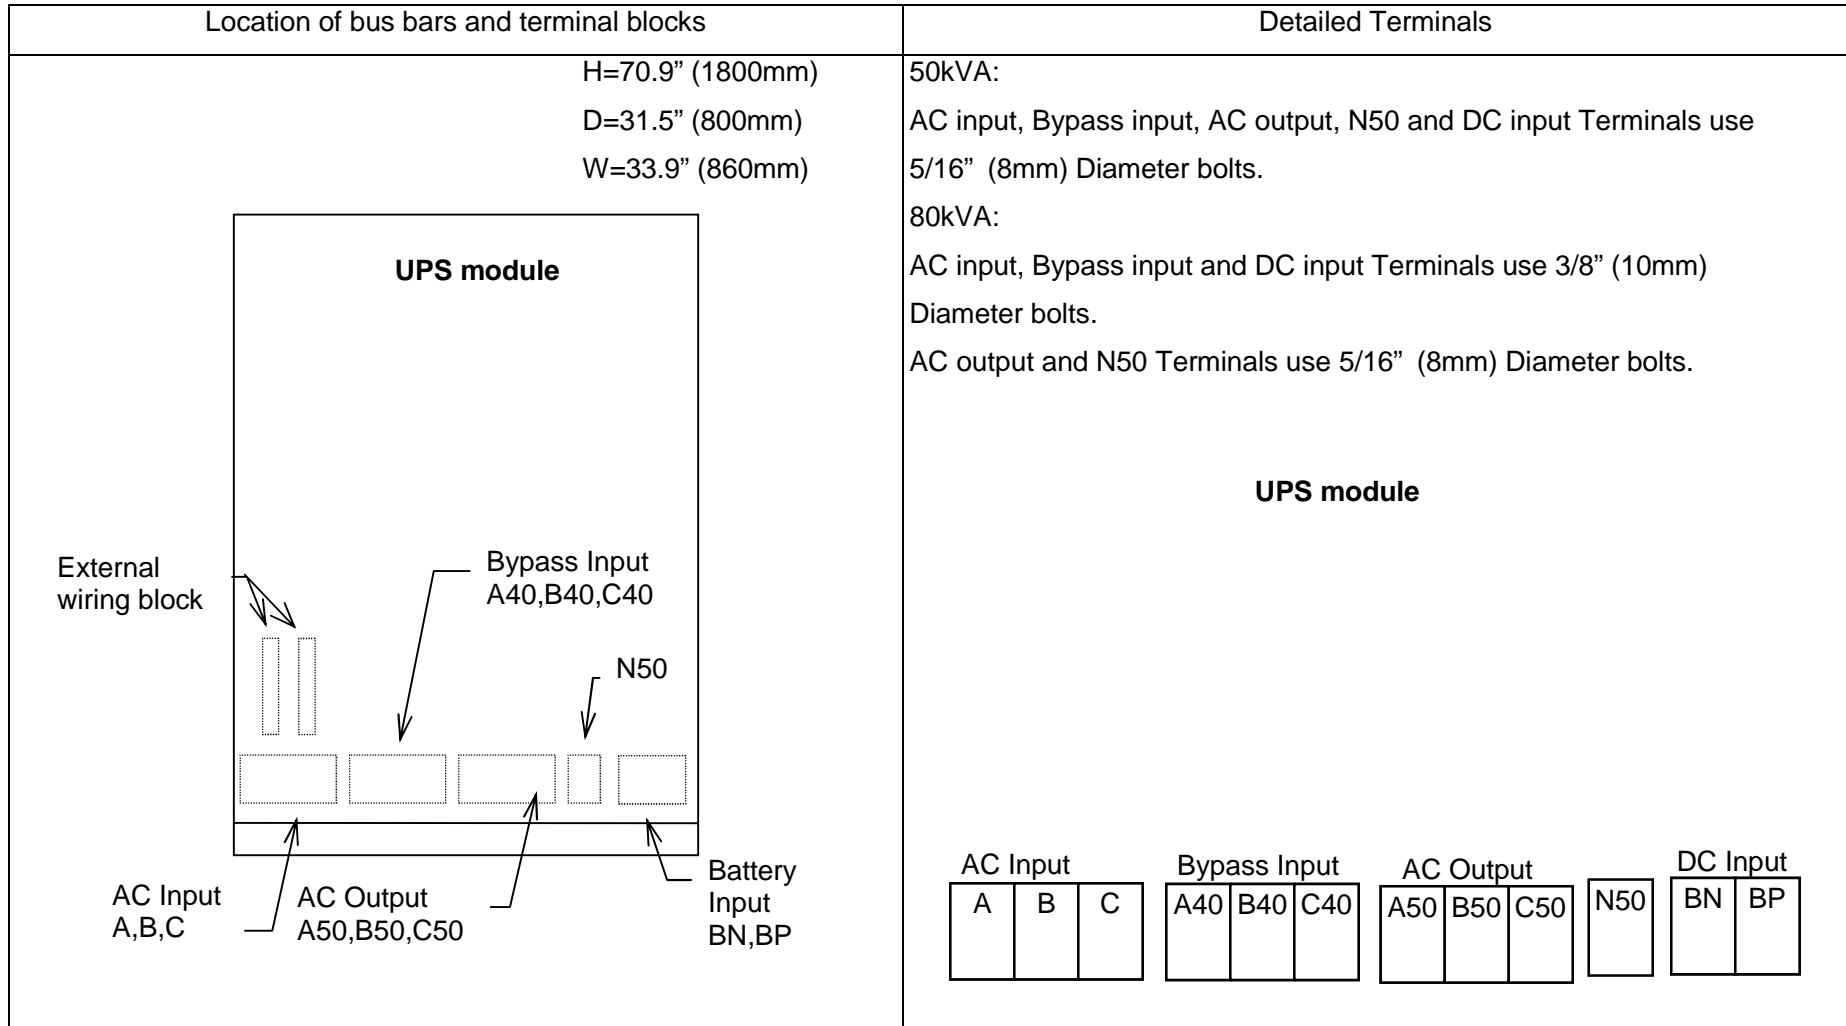 Location of bus bars and terminal blocks
Detailed Terminals
H=70.9” (1800mm)
D=31.5” (800mm)
W=33.9” (860mm)
UPS module
External
wiring block
Bypass Input
A40,B40,C40
N50
AC Input
A,B,C
AC Output
A50,B50,C50
Battery
Input
BN,BP
50kVA:
AC input, Bypass input, AC output, N50 and DC input Terminals use
5/16”  (8mm) Diameter bolts.
80kVA:
AC input, Bypass input and DC input Terminals use 3/8” (10mm)
Diameter bolts.
AC output and N50 Terminals use 5/16”  (8mm) Diameter bolts.
UPS module
AC Input
Bypass Input
AC Output
DC Input
A B C
A40 B40 C40
A50 B50 C50
N50
BN BP